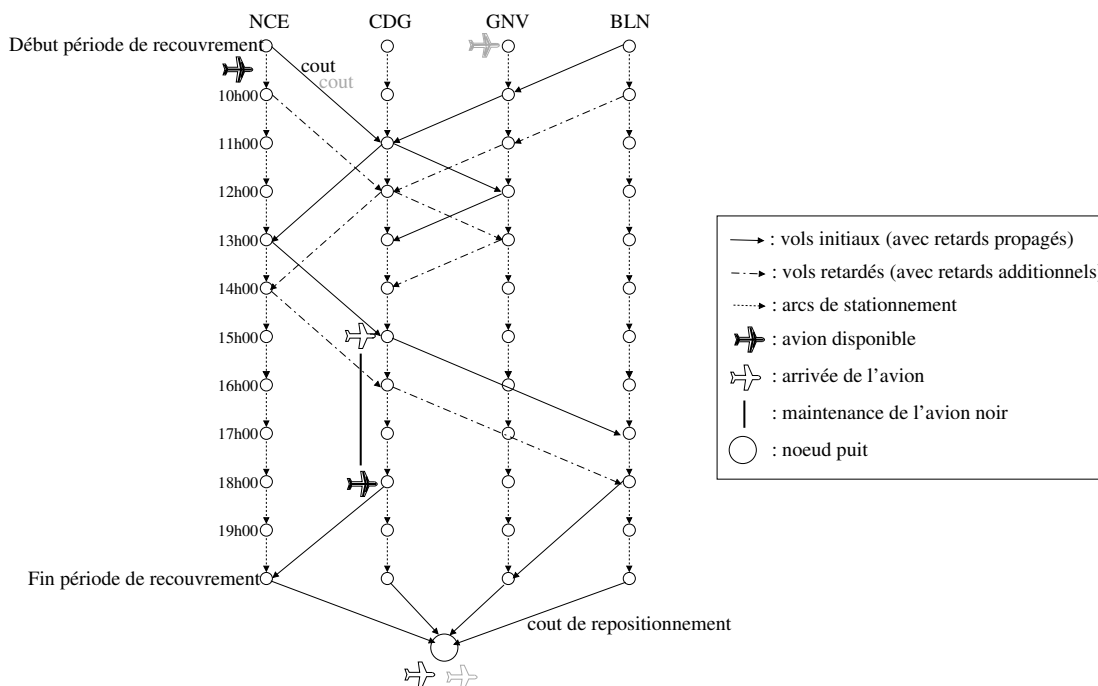 NCE CDG GNV BLN
Début période de recouvrement
cout
cout
10h00
11h00
12h00
13h00
14h00
15h00
16h00
17h00
18h00
19h00
Fin période de recouvrement
cout de repositionnement
: vols initiaux (avec retards propagés)
: vols retardés (avec retards additionnels)
: arcs de stationnement
: avion disponible
: arrivée de l'avion
: maintenance de l'avion noir
: noeud puit